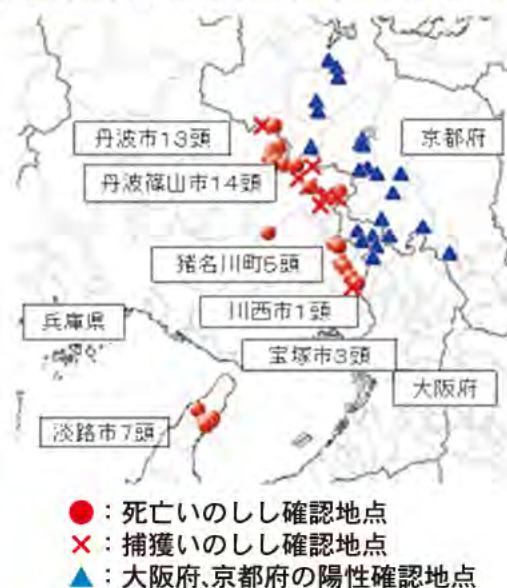 丹波市13頭
京都府
丹波篠山市14頭
猪名川町5頭
川西市1頭
兵庫県
宝塚市3頭
大阪府
淡路市7頭
●：死亡いのしし確認地点
×：捕獲いのしし確認地点
▲：大阪府、京都府の陽性確認地点